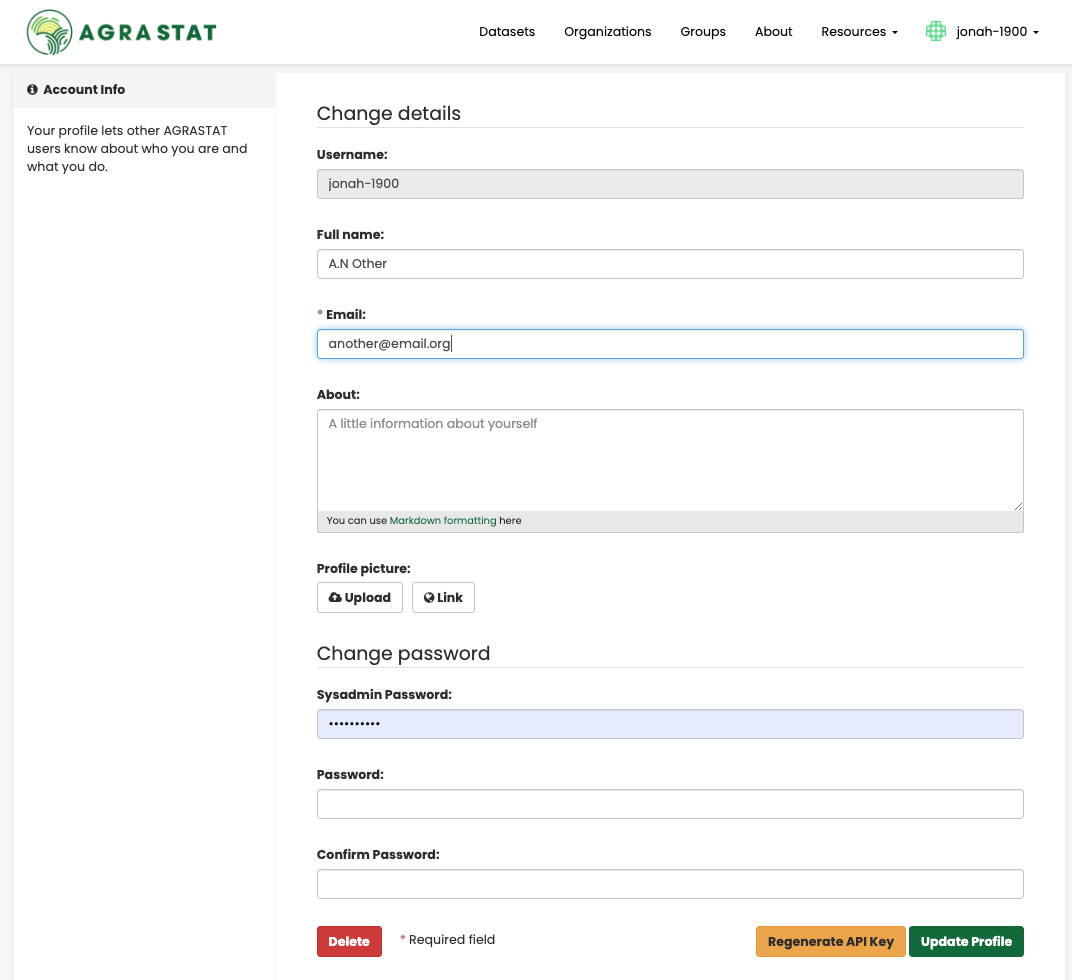 AGRA STAT
Datasets Organizations Groups About Resources jonah-1900
Account Info
Your profile lets other AGRASTAT
users know about who you are and
what you do.
Change details
Username:
jonah-1900
Full name:
A.N Other
* Email:
another@email.org
About:
A little information about yourself
You can use Markdown formatting here
Profile picture:
Upload Link
Change password
Sysadmin Password:
••••••••••
Password:
Confirm Password:
Delete * Required field Regenerate API Key Update Profile